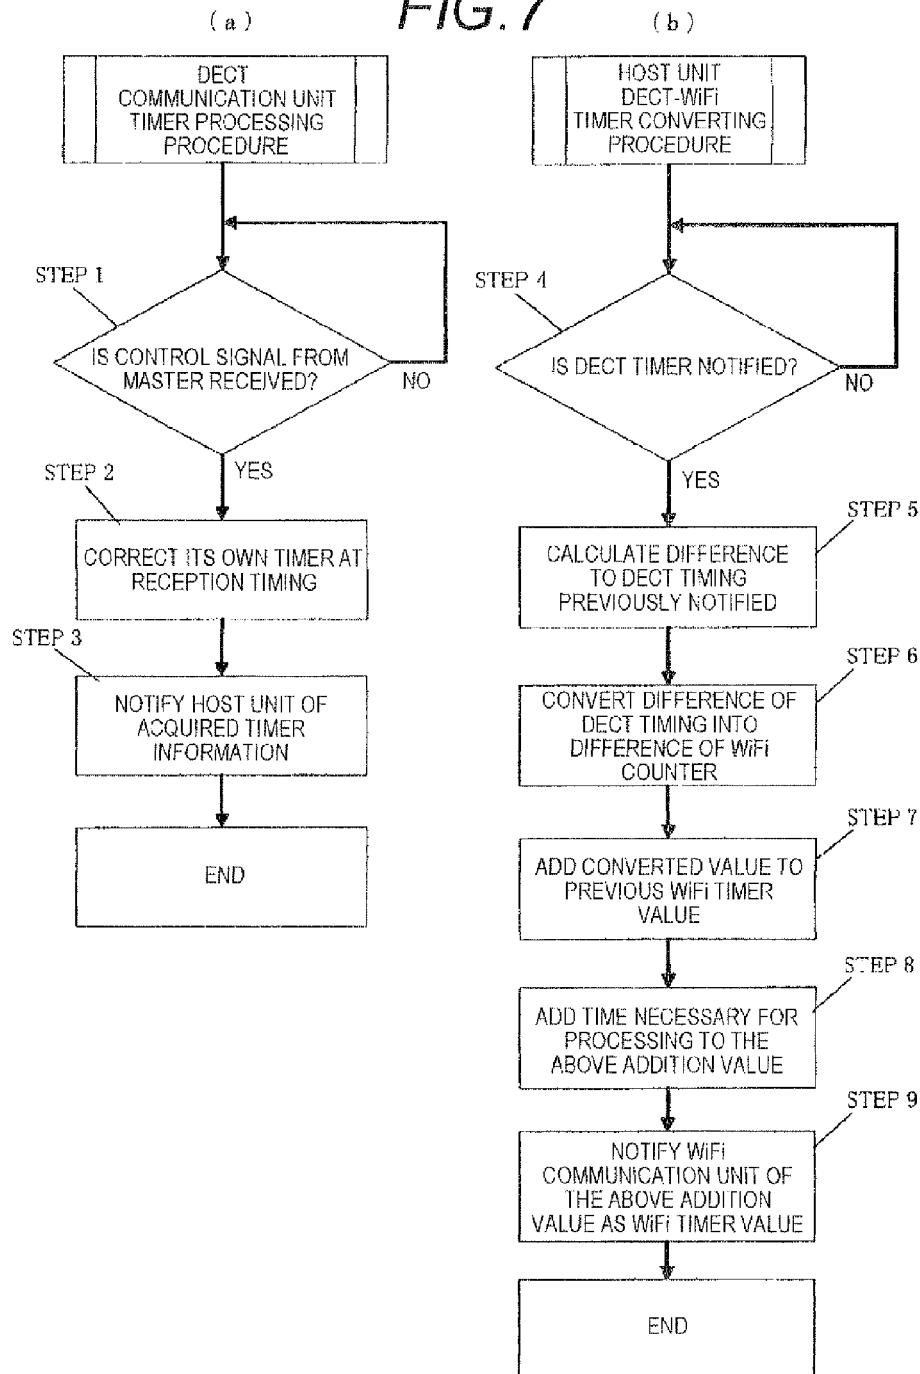 FIG. 7
( a )
DECT
COMMUNICATION UNIT
TIMER PROCESSING
PROCEDURE
STEP 1
IS CONTROL SIGNAL FROM
MASTER RECEIVED?
NO
YES
STEP 2
CORRECT ITS OWN TIMER AT
RECEPTION TIMING
STEP 3
NOTIFY HOST UNIT OF
ACQUIRED TIMER
INFORMATION
END
( b )
HOST UNIT
DECT-WiFi
TIMER CONVERTING
PROCEDURE
STEP 4
IS DECT TIMER NOTIFIED?
NO
YES
STEP 5
CALCULATE DIFFERENCE
TO DECT TIMING
PREVIOUSLY NOTIFIED
STEP 6
CONVERT DIFFERENCE OF
DECT TIMING INTO
DIFFERENCE OF WiFi
COUNTER
STEP 7
ADD CONVERTED VALUE TO
PREVIOUS WiFi TIMER
VALUE
STEP 8
ADD TIME NECESSARY FOR
PROCESSING TO THE
ABOVE ADDITION VALUE
STEP 9
NOTIFY WiFi
COMMUNICATION UNIT OF
THE ABOVE ADDITION
VALUE AS WiFi TIMER VALUE
END